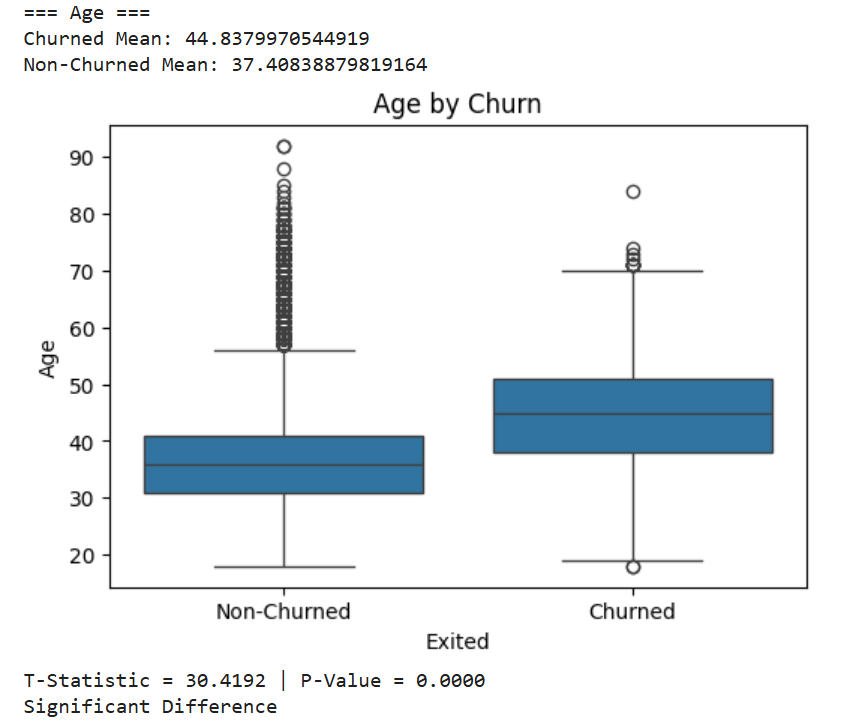 === Age ===
Churned Mean: 44.8379970544919
Non-Churned Mean: 37.40838879819164
Age by Churn
90
80
70
60
50
40
30
20
Age
Non-Churned
Churned
Exited
T-Statistic = 30.4192 | P-Value = 0.0000
Significant Difference